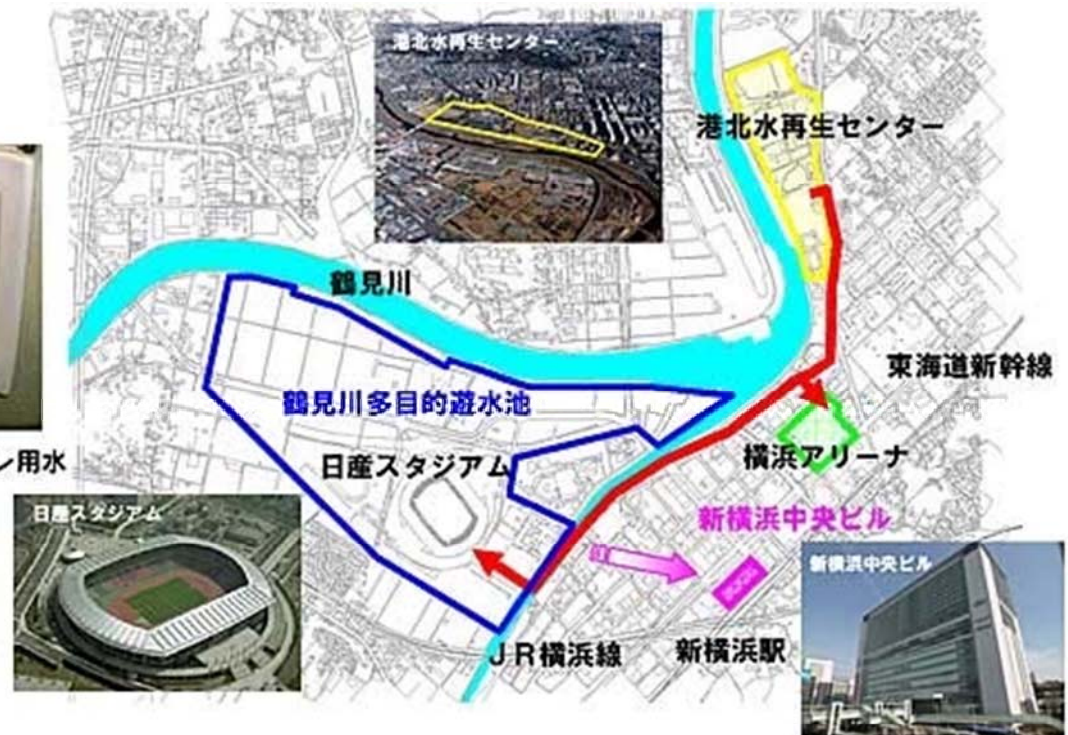 港北水再生センター
港北水再生センター
鶴見川
東海道新幹線
鶴見川多目的遊水池
横浜アリーナ
ン用水
日産スタジアム
日産スタジアム
新横浜中央ビル
新横浜中央ビル
JR横浜線
新横浜駅